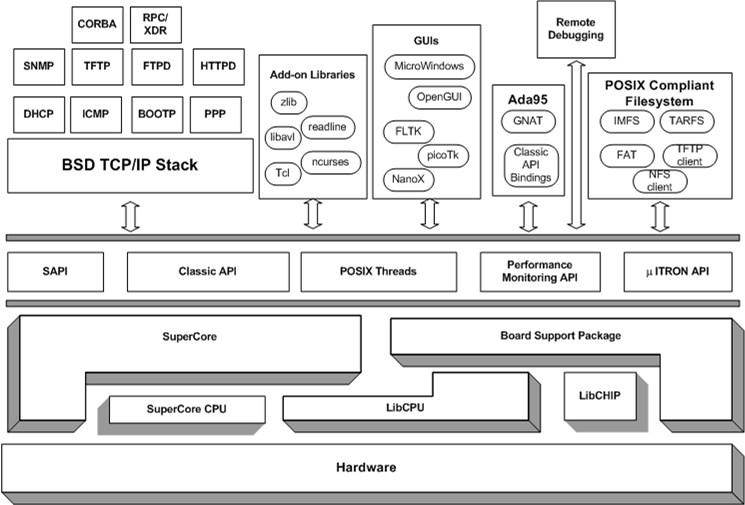 CORBA
RPC/
XDR
SNMP
TFTP
FTPD
HTTPD
DHCP
ICMP
BOOTP
PPP
BSD TCP/IP Stack
Add-on Libraries
zlib
libavl
readline
Tcl
ncurses
GUIs
MicroWindows
OpenGUI
FLTK
picoTk
NanoX
Ada95
GNAT
Classic
API
Bindings
Remote
Debugging
POSIX Compliant
Filesystem
IMFS
TARFS
FAT
TFTP
client
NFS
client
SAPI
Classic API
POSIX Threads
Performance
Monitoring API
µ ITRON API
SuperCore
Board Support Package
SuperCore CPU
LibCPU
LibCHIP
Hardware